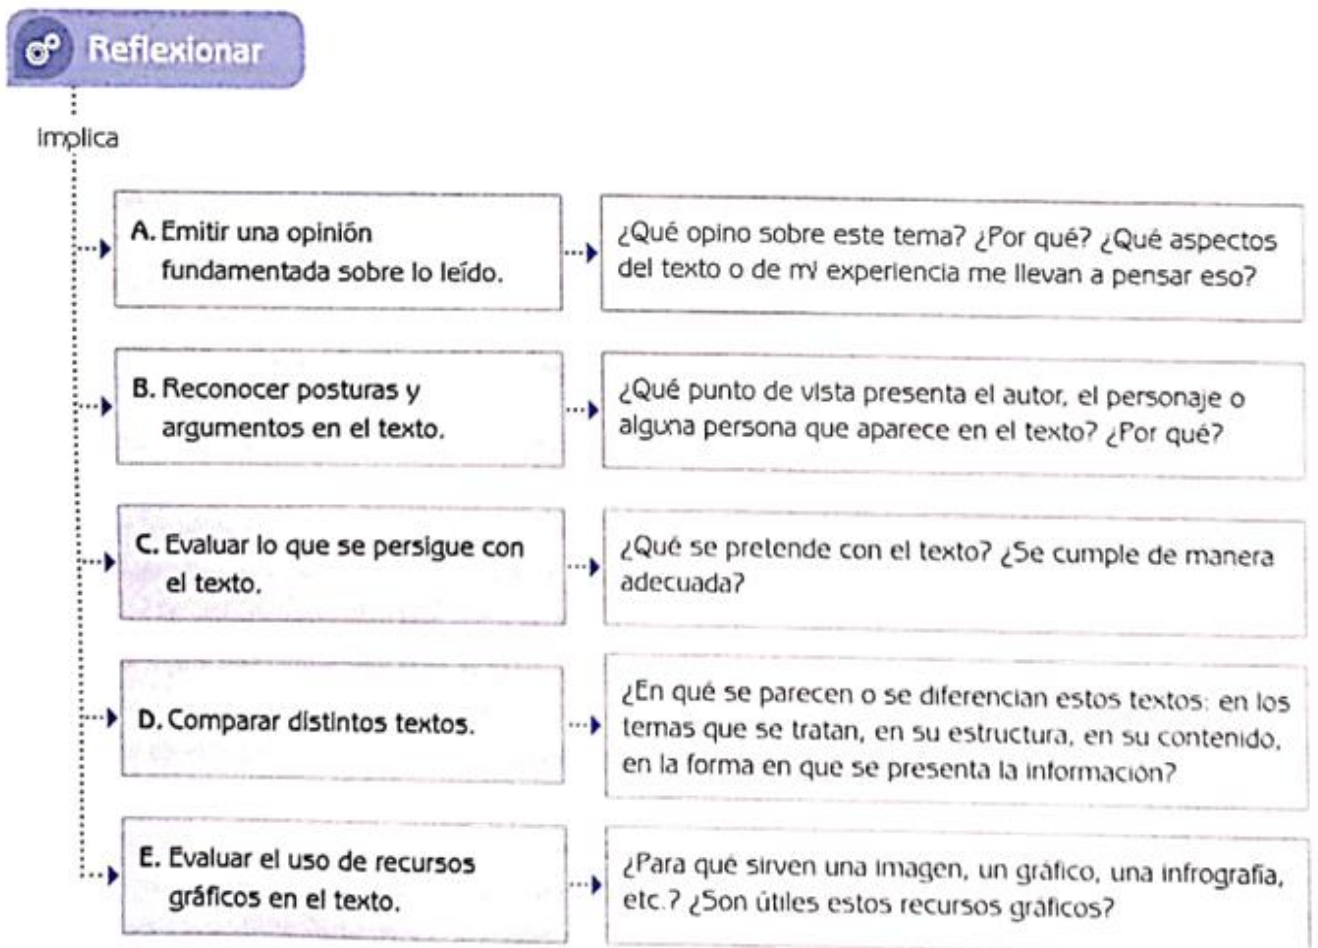 Reflexionar
implica
A. Emitir una opinión
fundamentada sobre lo leído.
¿Qué opino sobre este tema? ¿Por qué? ¿Qué aspectos
del texto o de mi experiencia me llevan a pensar eso?
B. Reconocer posturas y
argumentos en el texto.
¿Qué punto de vista presenta el autor, el personaje o
alguna persona que aparece en el texto? ¿Por qué?
C. Evaluar lo que se persigue con
el texto.
¿Qué se pretende con el texto? ¿Se cumple de manera
adecuada?
D. Comparar distintos textos.
¿En qué se parecen o se diferencian estos textos: en los
temas que se tratan, en su estructura, en su contenido,
en la forma en que se presenta la información?
E. Evaluar el uso de recursos
gráficos en el texto.
¿Para qué sirven una imagen, un gráfico, una infrografía,
etc.? ¿Son útiles estos recursos gráficos?